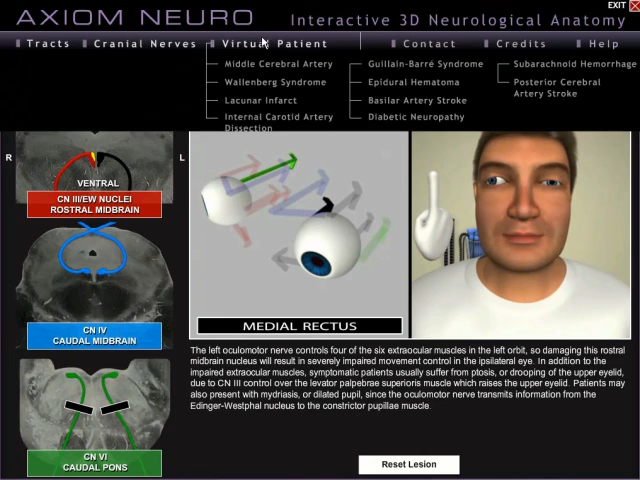 EXIT
AXIOM NEURO
Interactive 3D Neurological Anatomy
Tracts
Cranial Nerves
Virtual Patient
Contact
Credits
Help
Middle Cerebral Artery
Wallenberg Syndrome
Lacunar Infarct
Internal Carotid Artery
Dissection
Guillain-Barré Syndrome
Epidural Hematoma
Basilar Artery Stroke
Diabetic Neuropathy
Subarachnoid Hemorrhage
Posterior Cerebral
Artery Stroke
R
L
VENTRAL
CN III/EW NUCLEI
ROSTRAL MIDBRAIN
CN IV
CAUDAL MIDBRAIN
CN VI
CAUDAL PONS
MEDIAL RECTUS
The left oculomotor nerve controls four of the six extraocular muscles in the left orbit, so damaging this rostral
midbrain nucleus will result in severely impaired movement control in the ipsilateral eye. In addition to the
impaired extraocular muscles, symptomatic patients usually suffer from ptosis, or drooping of the upper eyelid,
due to CN III control over the levator palpebrae superioris muscle which raises the upper eyelid. Patients may
also present with mydriasis, or dilated pupil, since the oculomotor nerve transmits information from the
Edinger-Westphal nucleus to the constrictor pupillae muscle.
Reset Lesion